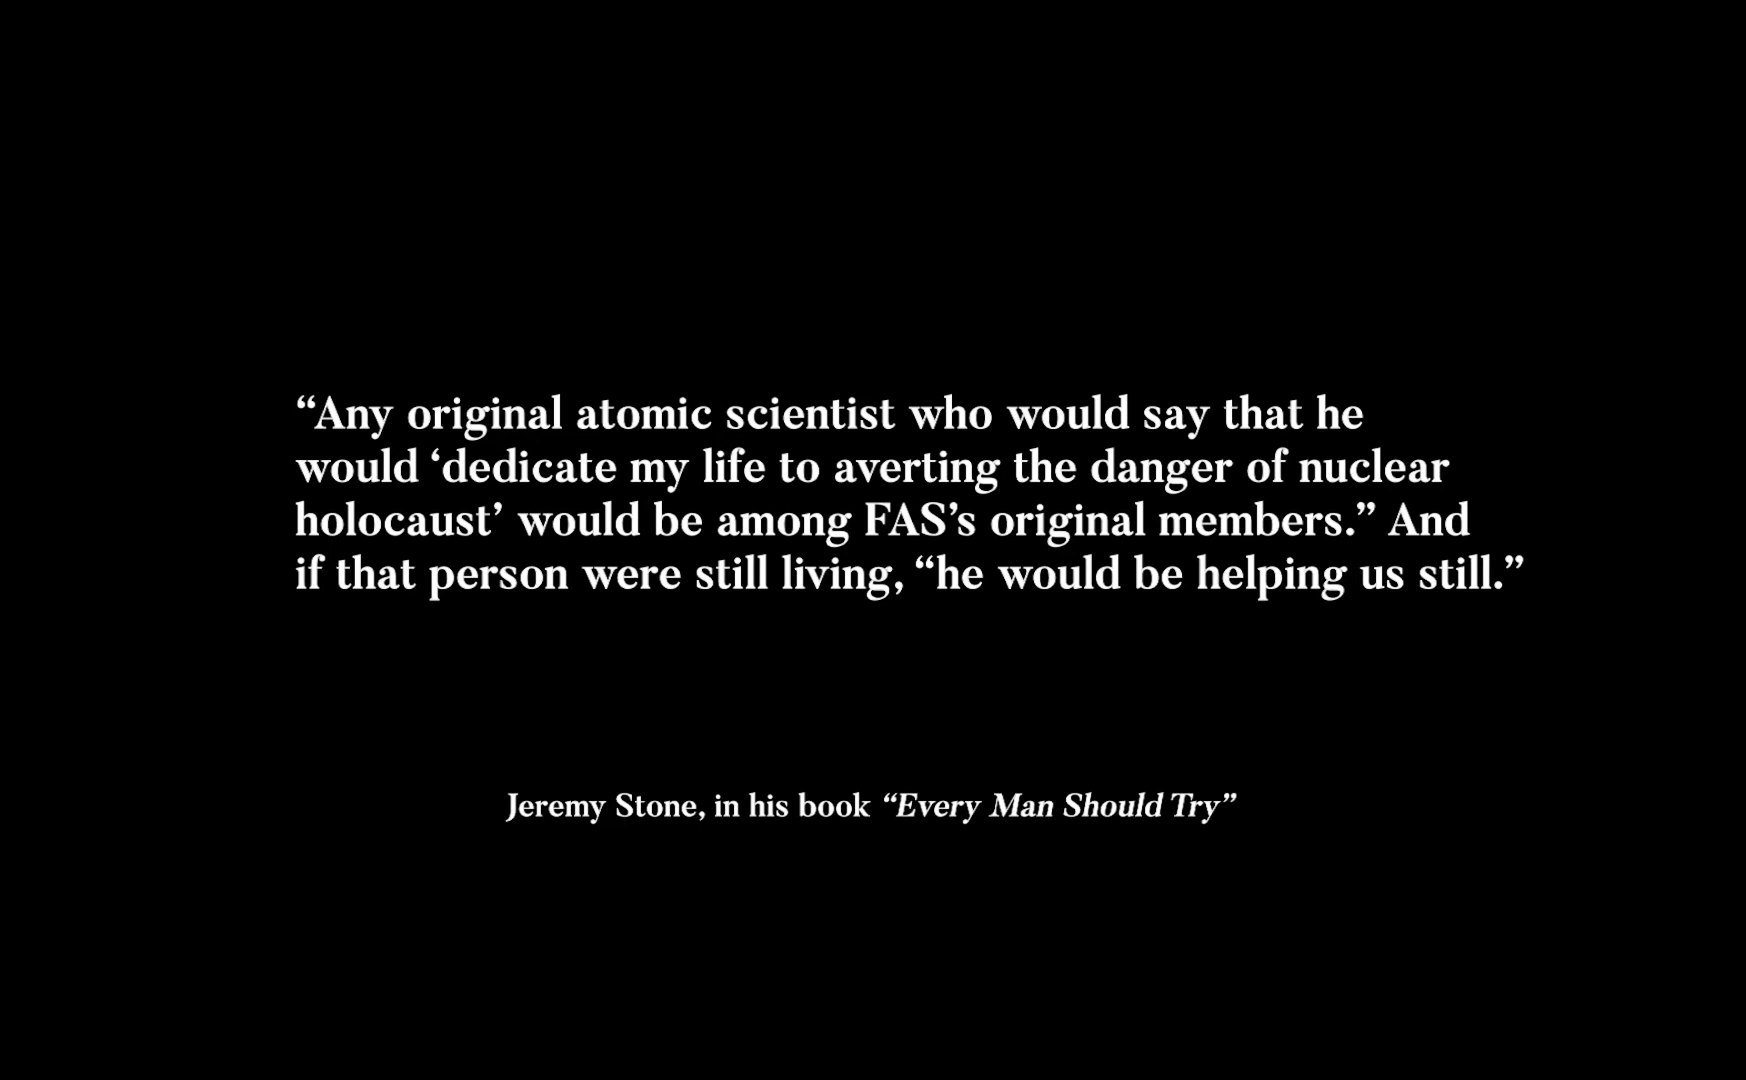 “Any original atomic scientist who would say that he
would ‘dedicate my life to averting the danger of nuclear
holocaust’ would be among FAS’s original members.” And
if that person were still living, “he would be helping us still.”
Jeremy Stone, in his book “Every Man Should Try”